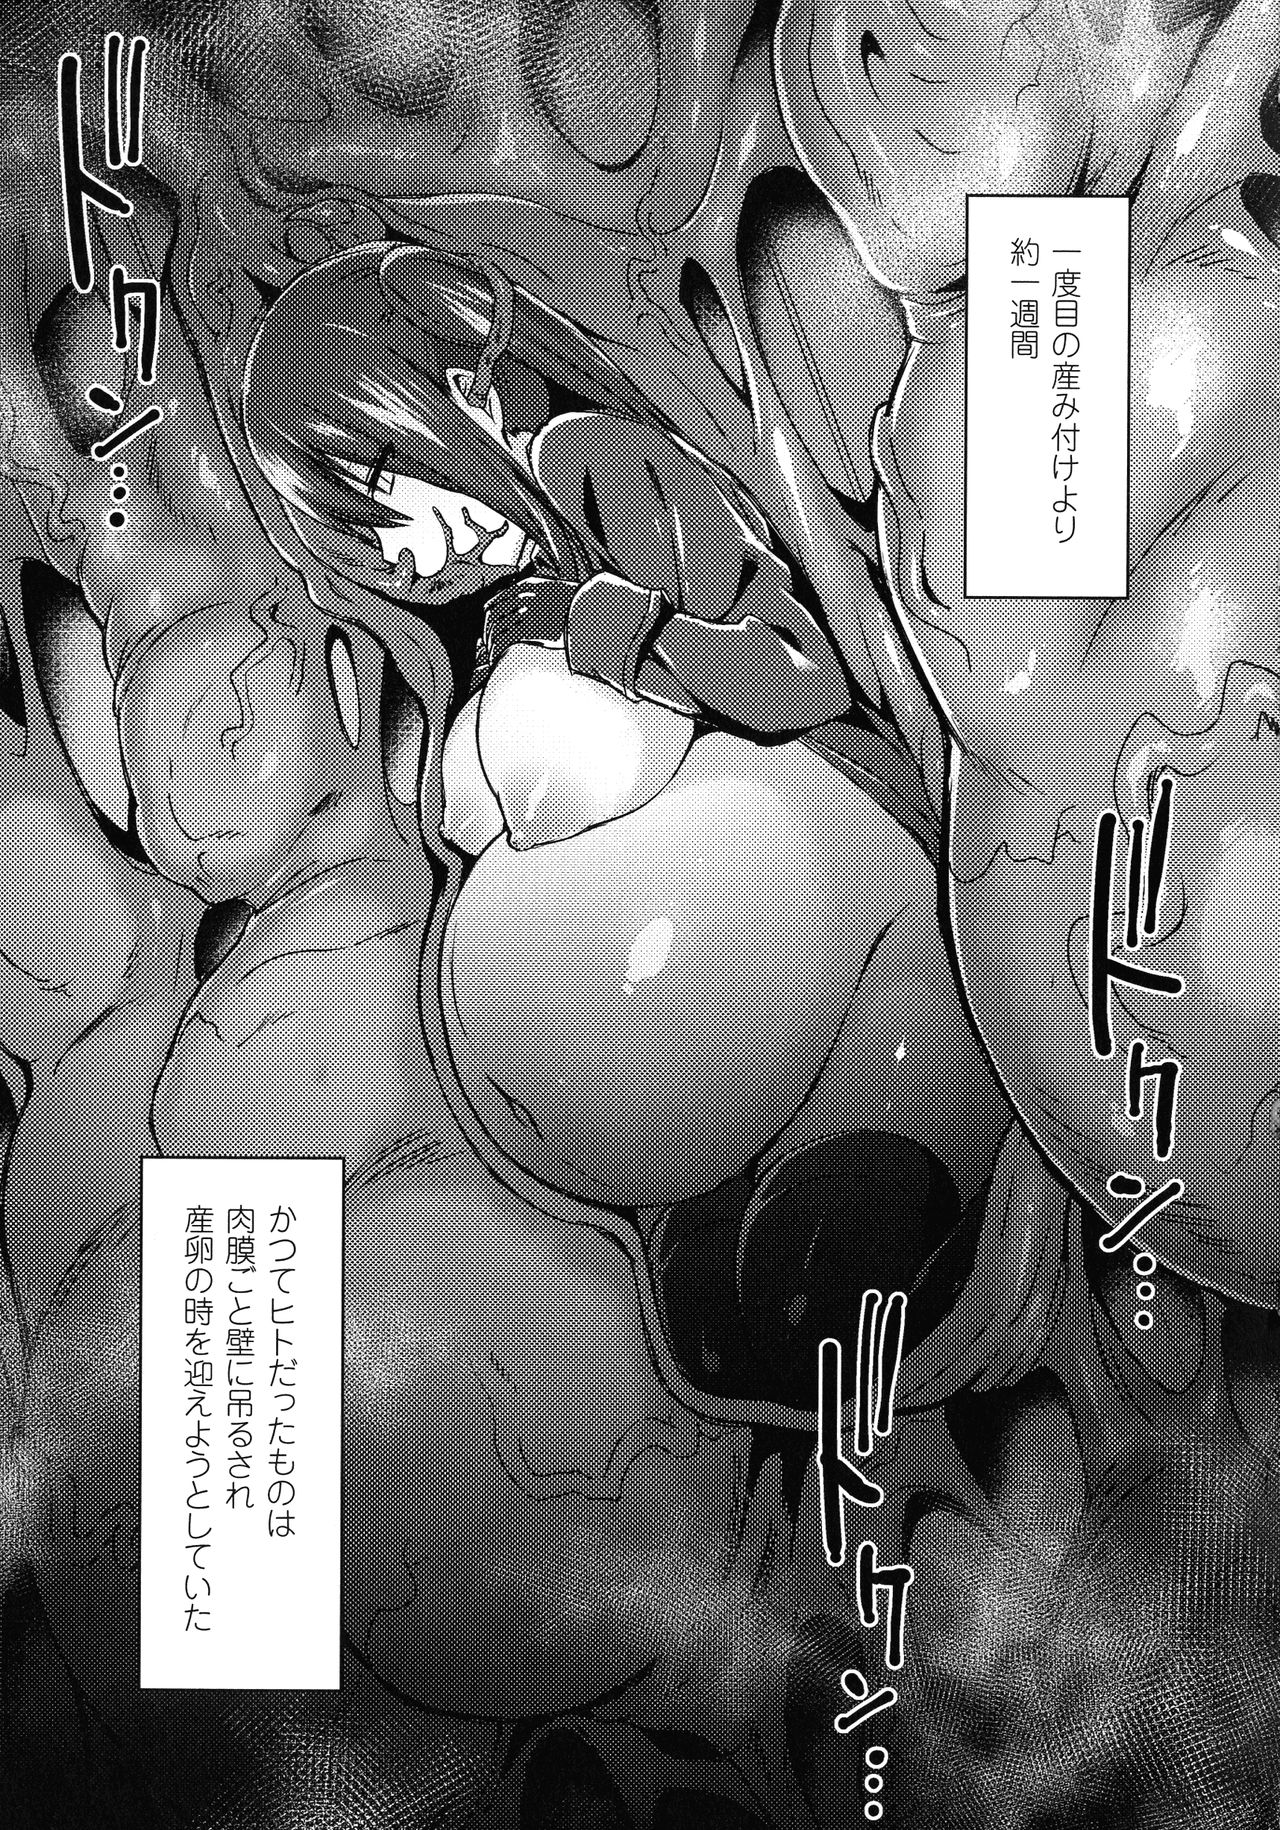 一度目の産み付けより
約一週間
ドクン…
ドクン…
ドクン…
かつてヒトだったものは
肉膜ごと壁に吊るされ
産卵の時を迎えようとしていた